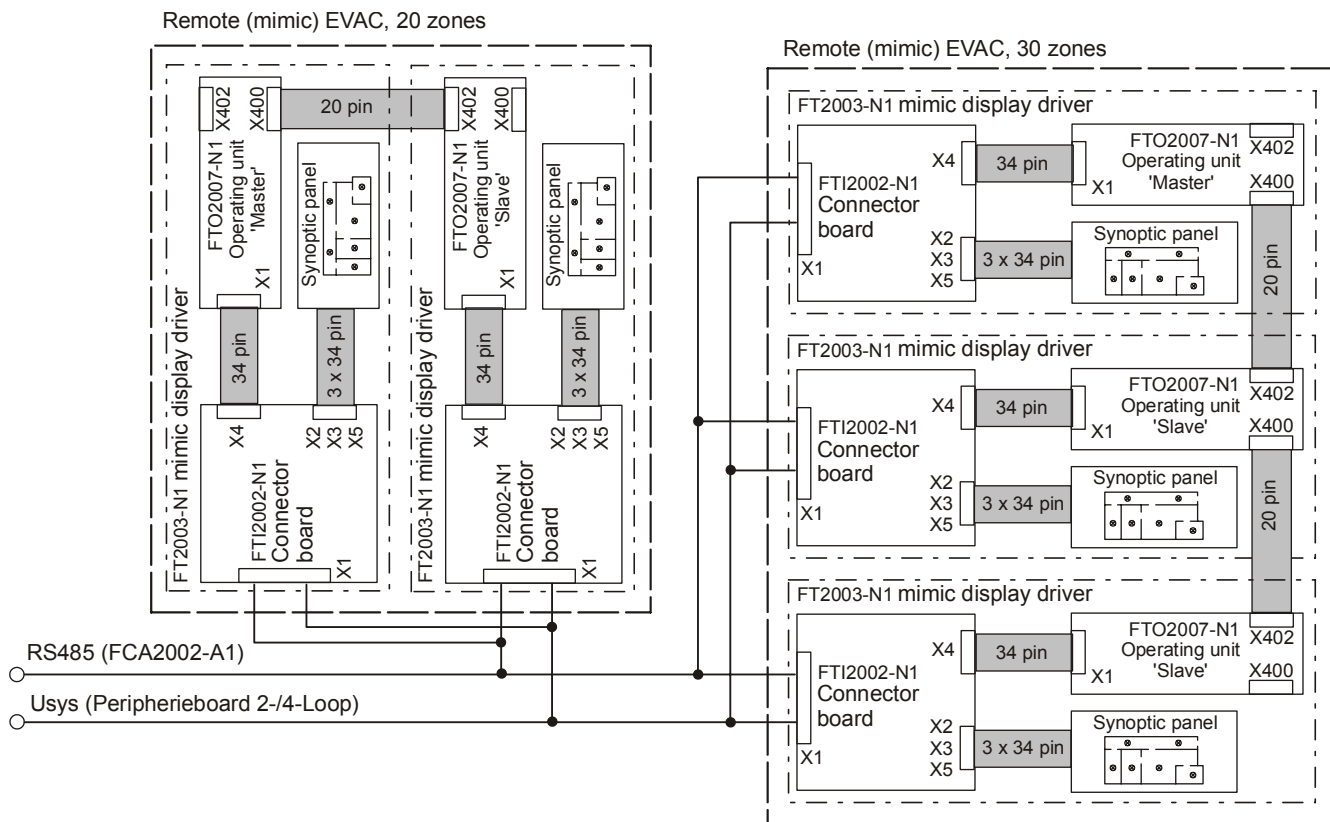 Remote (mimic) EVAC, 20 zones
FT2003-N1 mimic display driver
X402
X400
FTO2007-N1
Operating unit
'Master'
X1
20 pin
Synoptic panel
34 pin
3 x 34 pin
X4
X2
X3
X5
FTI2002-N1
Connector
board
X1
FT2003-N1 mimic display driver
X402
X400
FTO2007-N1
Operating unit
'Slave'
X1
Synoptic panel
34 pin
3 x 34 pin
X4
X2
X3
X5
FTI2002-N1
Connector
board
X1
RS485 (FCA2002-A1)
Usys (Peripherieboard 2-/4-Loop)
Remote (mimic) EVAC, 30 zones
FT2003-N1 mimic display driver
FTI2002-N1
Connector
board
X1
X4
34 pin
X1
FTO2007-N1
Operating unit
'Master'
X402
X400
X2
X3
X5
3 x 34 pin
Synoptic panel
20 pin
FT2003-N1 mimic display driver
FTI2002-N1
Connector
board
X1
X4
34 pin
X1
FTO2007-N1
Operating unit
'Slave'
X402
X400
X2
X3
X5
3 x 34 pin
Synoptic panel
20 pin
FT2003-N1 mimic display driver
FTI2002-N1
Connector
board
X1
X4
34 pin
X1
FTO2007-N1
Operating unit
'Slave'
X402
X400
X2
X3
X5
3 x 34 pin
Synoptic panel